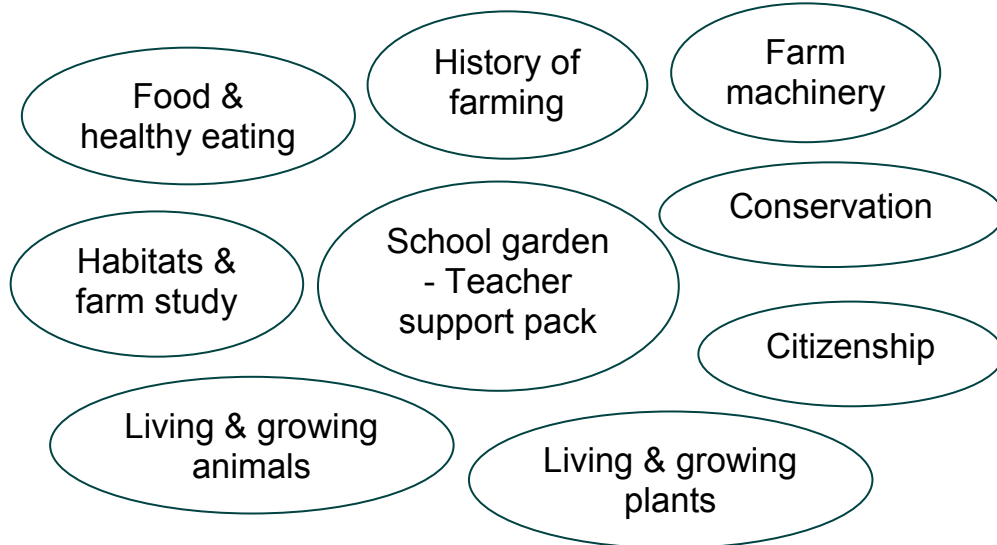 Food &
healthy eating
History of
farming
Farm
machinery
Habitats &
farm study
School garden
- Teacher
support pack
Conservation
Citizenship
Living & growing
animals
Living & growing
plants